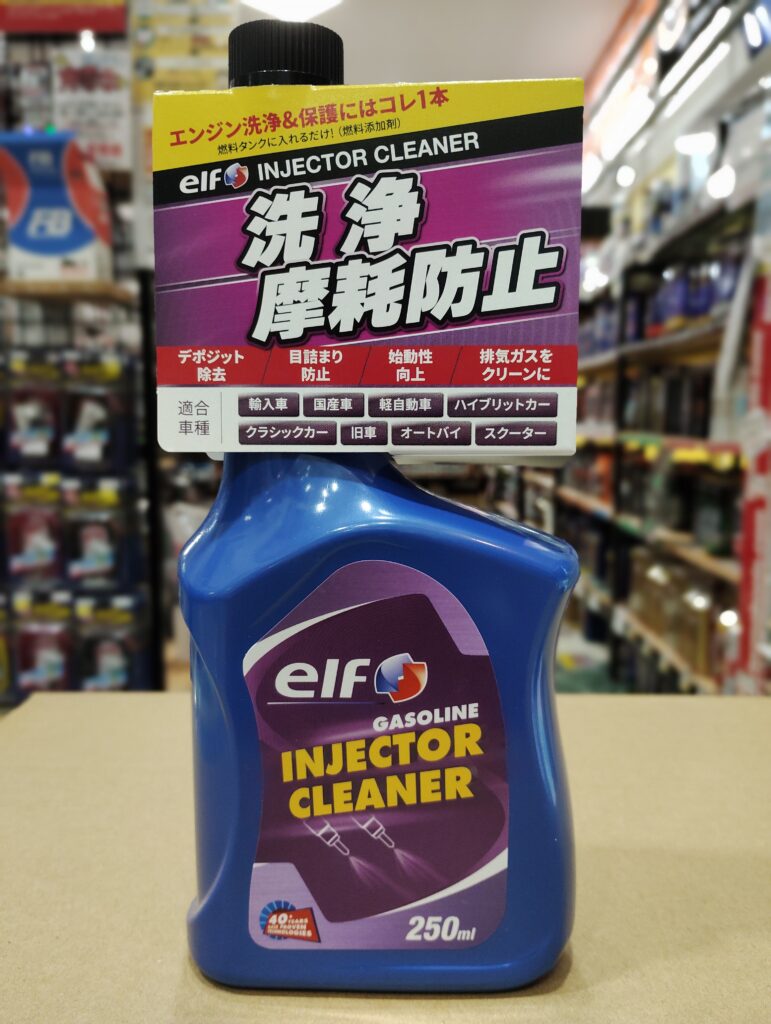 エンジン洗浄&保護にはコレ1本
燃料タンクに入れるだけ!(燃料添加剤)
elf INJECTOR CLEANER
洗浄
摩耗防止
デポジット
除去
目詰まり
防止
始動性
向上
排気ガスを
クリーンに
適合
車種
輸入車 国産車 軽自動車 ハイブリットカー
クラシックカー 旧車 オートバイ スクーター
elf
GASOLINE
INJECTOR
CLEANER
40+ YEARS
PROVEN
TECHNOLOGIES
250ml